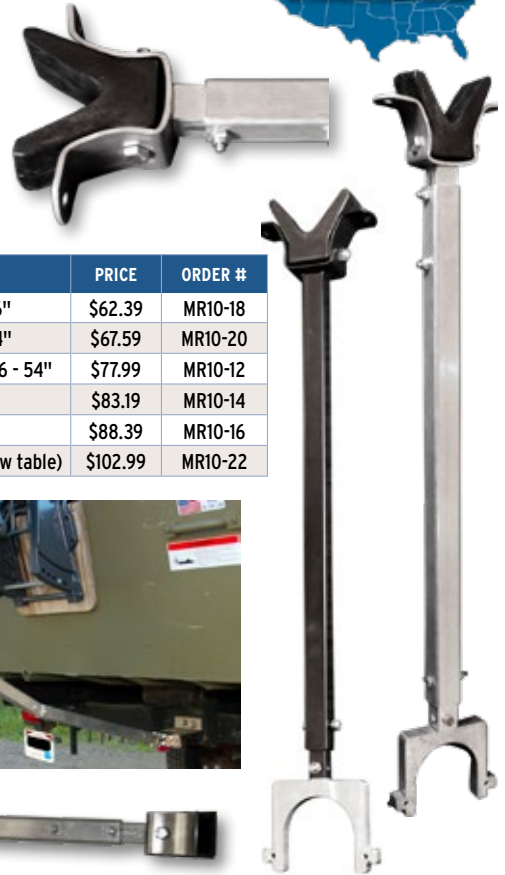 PRICE ORDER #
" $62.39 MR10-18
" $67.59 MR10-20
6 - 54" $77.99 MR10-12
$83.19 MR10-14
$88.39 MR10-16
w table) $102.99 MR10-22